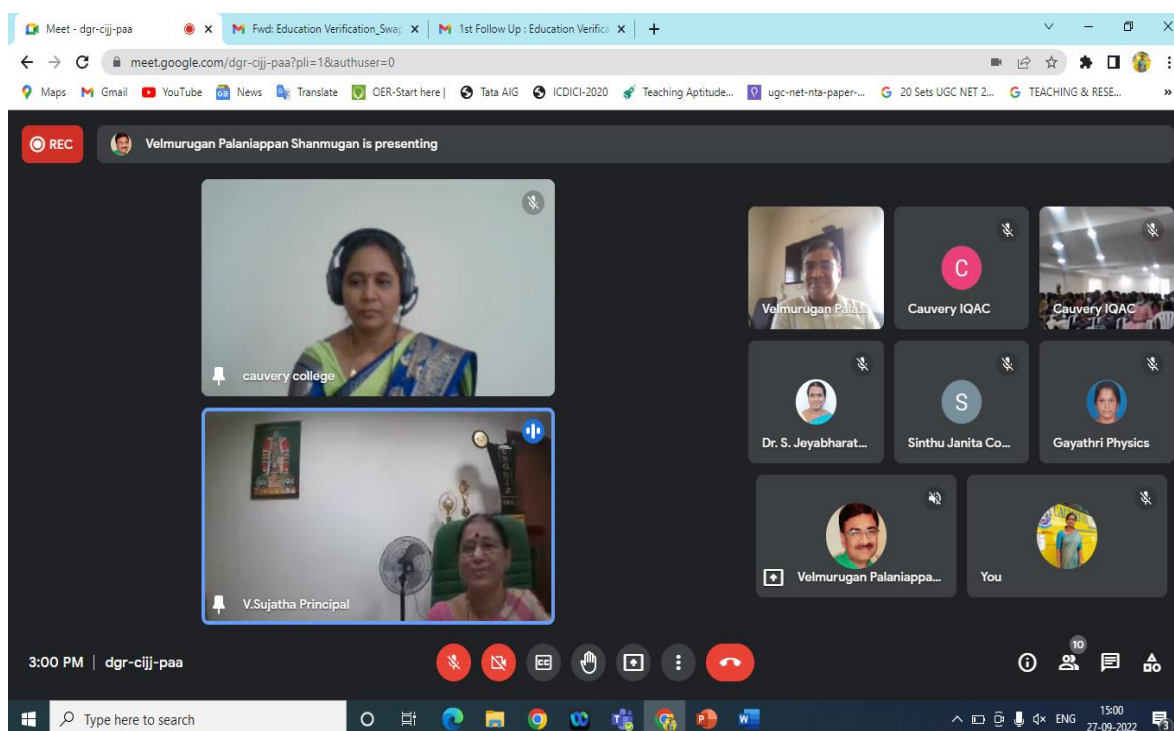 Meet - dgr-cijj-paa
Fwd: Education Verification_Swap
1st Follow Up : Education Verifica
meet.google.com/dgr-cijj-paa?pli=1&authuser=0
Maps Gmail YouTube News Translate OER-Start here | Tata AIG ICDICI-2020 Teaching Aptitude... ugc-net-nta-paper-... 20 Sets UGC NET 2... TEACHING & RESE...
REC
Velmurugan Palaniappan Shanmugan is presenting
cauvery college
V.Sujatha Principal
Velmurugan Pala...
C
Cauvery IQAC
Cauvery IQAC
Dr. S. Jeyabharat...
S
Sinthu Janita Co...
Gayathri Physics
Velmurugan Palaniappa...
You
3:00 PM | dgr-cijj-paa
CC
10
Type here to search
ENG
15:00
27-09-2022
3